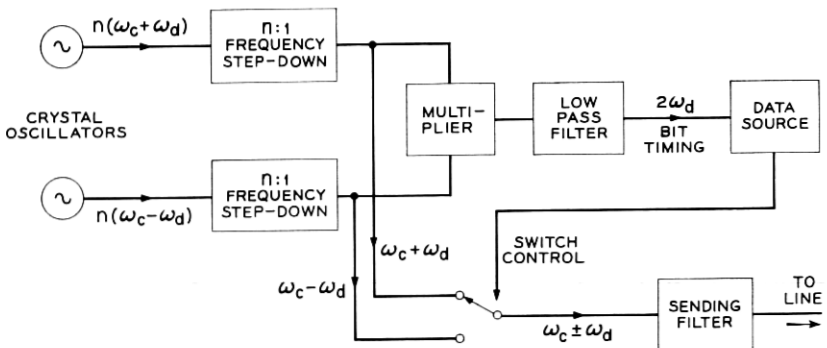 n(ωc+ωd)
n:1
FREQUENCY
STEP-DOWN
CRYSTAL
OSCILLATORS
MULTI-
PLIER
LOW
PASS
FILTER
2ωd
BIT
TIMING
DATA
SOURCE
n(ωc−ωd)
n:1
FREQUENCY
STEP-DOWN
ωc+ωd
ωc−ωd
SWITCH
CONTROL
ωc±ωd
SENDING
FILTER
TO
LINE